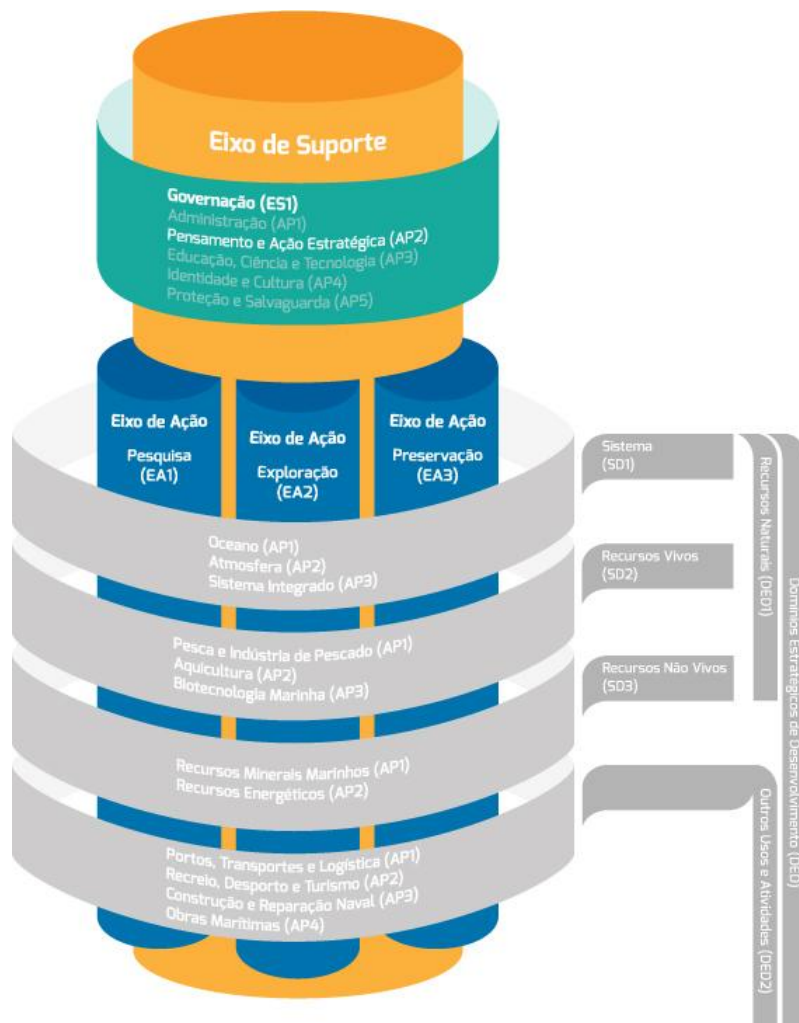 Eixo de Suporte
Governação (ES1)
Administração (AP1)
Pensamento e Ação Estratégica (AP2)
Educação, Ciência e Tecnologia (AP3)
Identidade e Cultura (AP4)
Proteção e Salvaguarda (AP5)
Eixo de Ação
Pesquisa
(EA1)
Eixo de Ação
Exploração
(EA2)
Eixo de Ação
Preservação
(EA3)
Oceano (AP1)
Atmosfera (AP2)
Sistema Integrado (AP3)
Pesca e Indústria de Pescado (AP1)
Aquicultura (AP2)
Biotecnologia Marinha (AP3)
Recursos Minerais Marinhos (AP1)
Recursos Energéticos (AP2)
Portos, Transportes e Logística (AP1)
Recreio, Desporto e Turismo (AP2)
Construção e Reparação Naval (AP3)
Obras Marítimas (AP4)
Sistema
(SD1)
Recursos Vivos
(SD2)
Recursos Não Vivos
(SD3)
Recursos Naturais (DED1)
Outros Usos e Atividades (DED2)
Domínios Estratégicos de Desenvolvimento (DED)